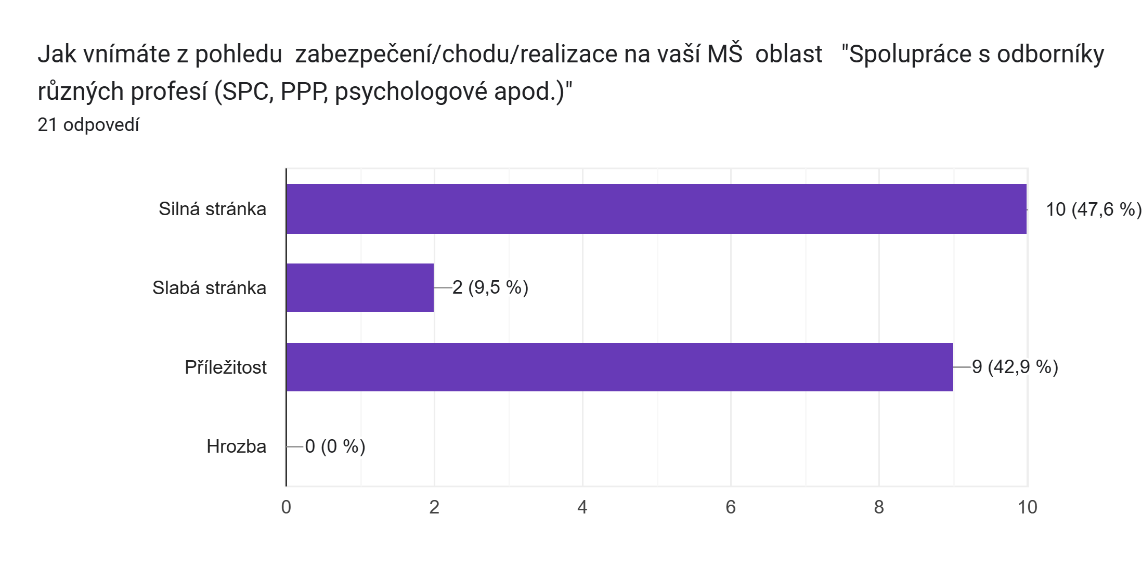 Jak vnímáte z pohledu  zabezpečení/chodu/realizace na vaší MŠ  oblast   "Spolupráce s odborníky
různých profesí (SPC, PPP, psychologové apod.)"
21 odpovedí
Silná stránka
10 (47,6 %)
Slabá stránka
2 (9,5 %)
Příležitost
9 (42,9 %)
Hrozba
0 (0 %)
0 2 4 6 8 10